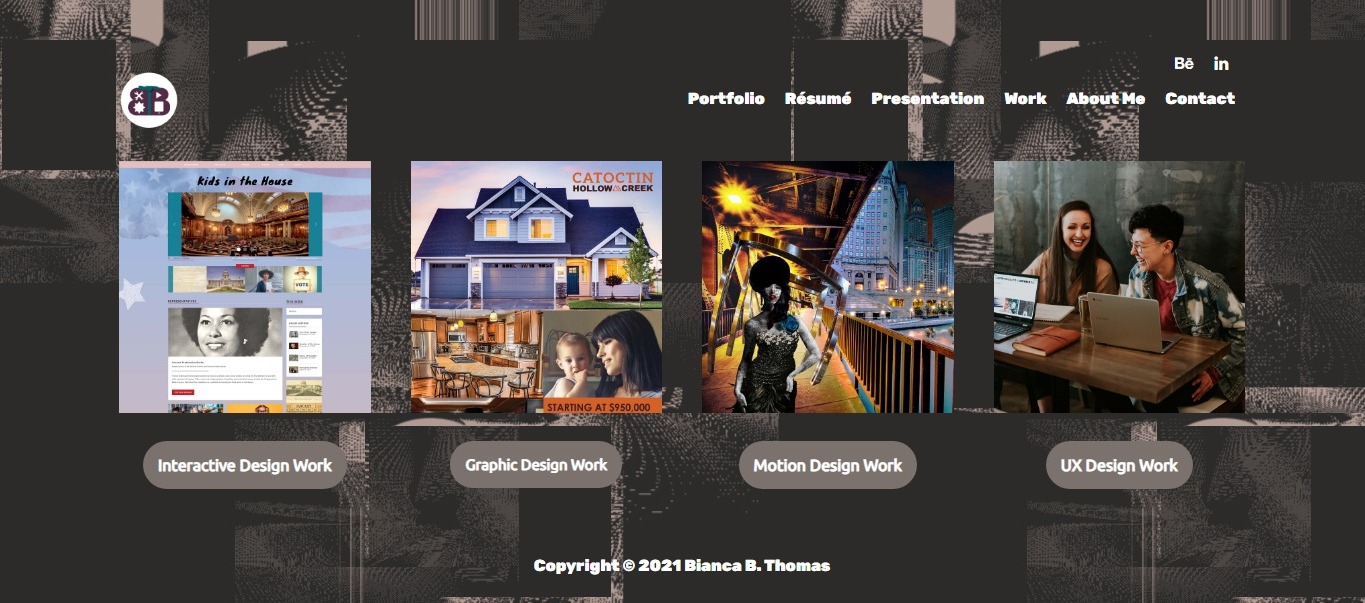 Bē in
Portfolio Résumé Presentation Work About Me Contact
Kids in the House
VOTE
CATOCTIN
HOLLOW & CREEK
STARTING AT $950,000
Interactive Design Work
Graphic Design Work
Motion Design Work
UX Design Work
Copyright © 2021 Bianca B. Thomas